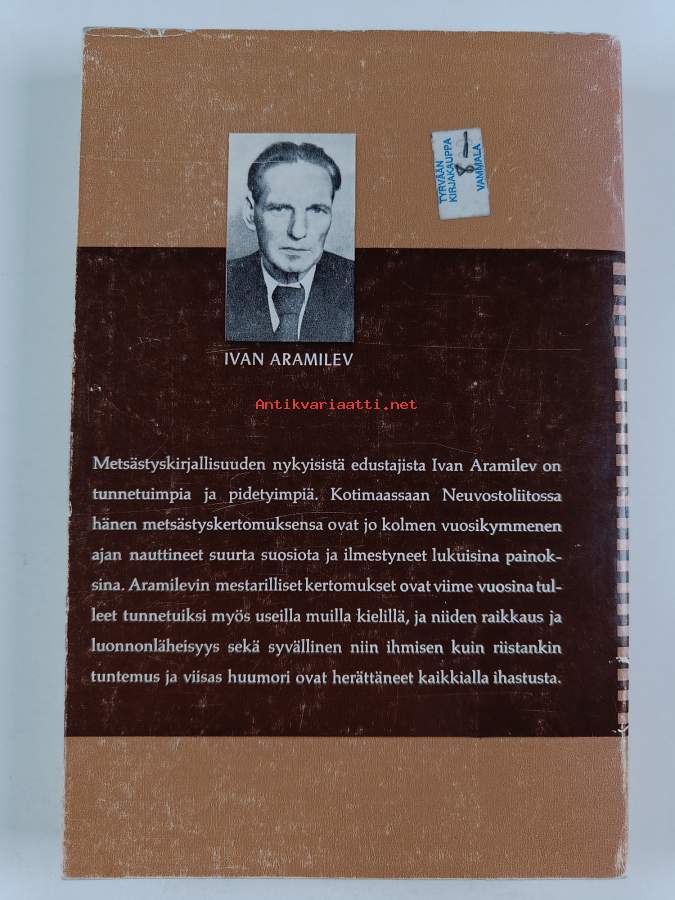 TYRVÄÄN
KIRJAKAUPPA
8 —
VAMMALA
IVAN ARAMILEV
Antikvariaatti.net
Metsästyskirjallisuuden nykyisistä edustajista Ivan Aramilev on
tunnetuimpia ja pidetyimpiä. Kotimaassaan Neuvostoliitossa
hänen metsästyskertomuksensa ovat jo kolmen vuosikymmenen
ajan nauttineet suurta suosiota ja ilmestyneet lukuisina painok-
sina. Aramilevin mestarilliset kertomukset ovat viime vuosina tul-
leet tunnetuiksi myös useilla muilla kielillä, ja niiden raikkaus ja
luonnonläheisyys sekä syvällinen niin ihmisen kuin riistankin
tuntemus ja viisas huumori ovat herättäneet kaikkialla ihastusta.